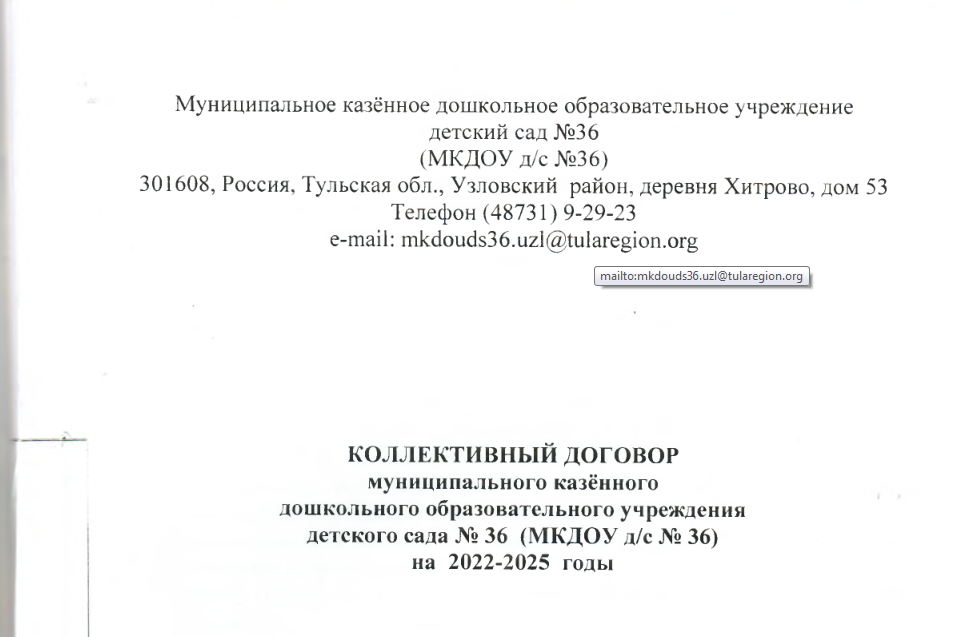 Муниципальное казённое дошкольное образовательное учреждение
детский сад №36
(МКДОУ д/с №36)
301608, Россия, Тульская обл., Узловский район, деревня Хитрово, дом 53
Телефон (48731) 9-29-23
e-mail: mkdouds36.uzl@tularegion.org
mailto:mkdouds36.uzl@tularegion.org
КОЛЛЕКТИВНЫЙ ДОГОВОР
муниципального казённого
дошкольного образовательного учреждения
детского сада № 36 (МКДОУ д/с № 36)
на 2022-2025 годы